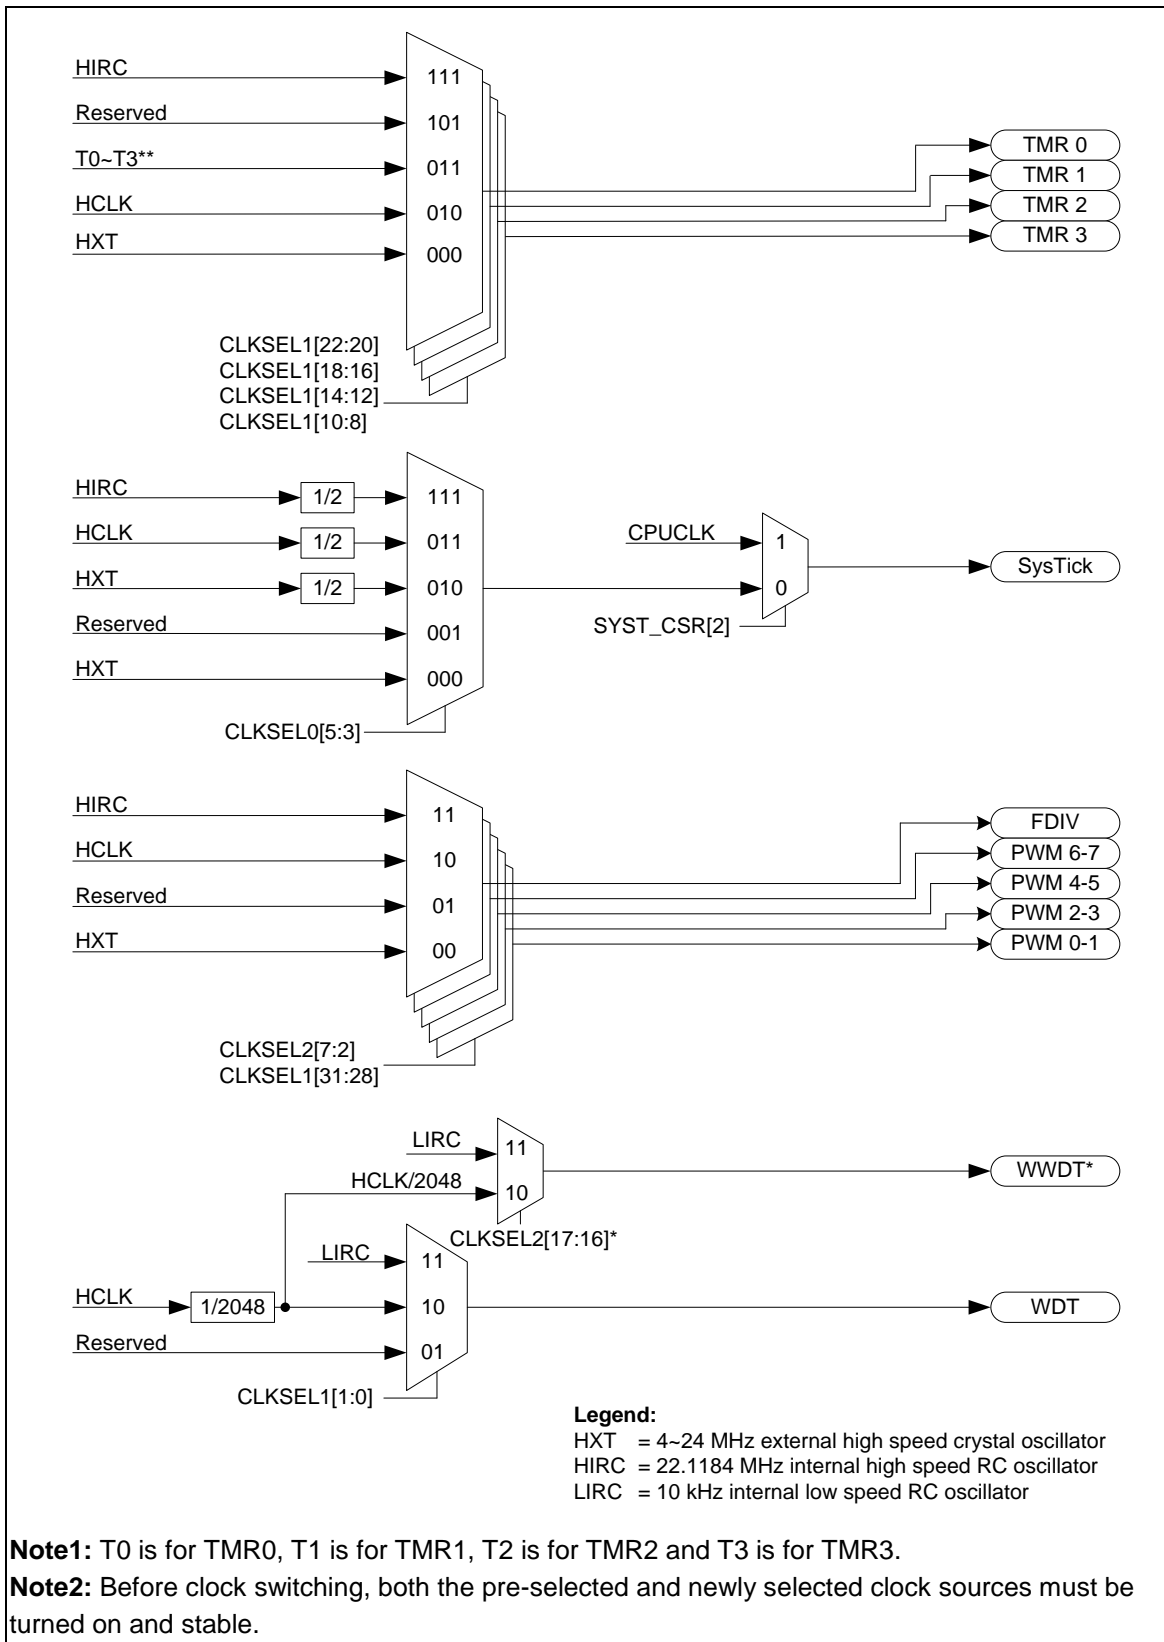 HIRC
111
Reserved
101
T0~T3**
011
HCLK
010
HXT
000
TMR 0
TMR 1
TMR 2
TMR 3
CLKSEL1[22:20]
CLKSEL1[18:16]
CLKSEL1[14:12]
CLKSEL1[10:8]
HIRC
1/2
111
HCLK
1/2
011
HXT
1/2
010
Reserved
001
HXT
000
CPUCLK
1
0
SysTick
SYST_CSR[2]
CLKSEL0[5:3]
HIRC
11
HCLK
10
Reserved
01
HXT
00
FDIV
PWM 6-7
PWM 4-5
PWM 2-3
PWM 0-1
CLKSEL2[7:2]
CLKSEL1[31:28]
LIRC
11
HCLK/2048
10
WWDT*
CLKSEL2[17:16]*
LIRC
11
HCLK
1/2048
10
WDT
Reserved
01
CLKSEL1[1:0]
Legend:
HXT = 4~24 MHz external high speed crystal oscillator
HIRC = 22.1184 MHz internal high speed RC oscillator
LIRC = 10 kHz internal low speed RC oscillator
Note1: T0 is for TMR0, T1 is for TMR1, T2 is for TMR2 and T3 is for TMR3.
Note2: Before clock switching, both the pre-selected and newly selected clock sources must be
turned on and stable.